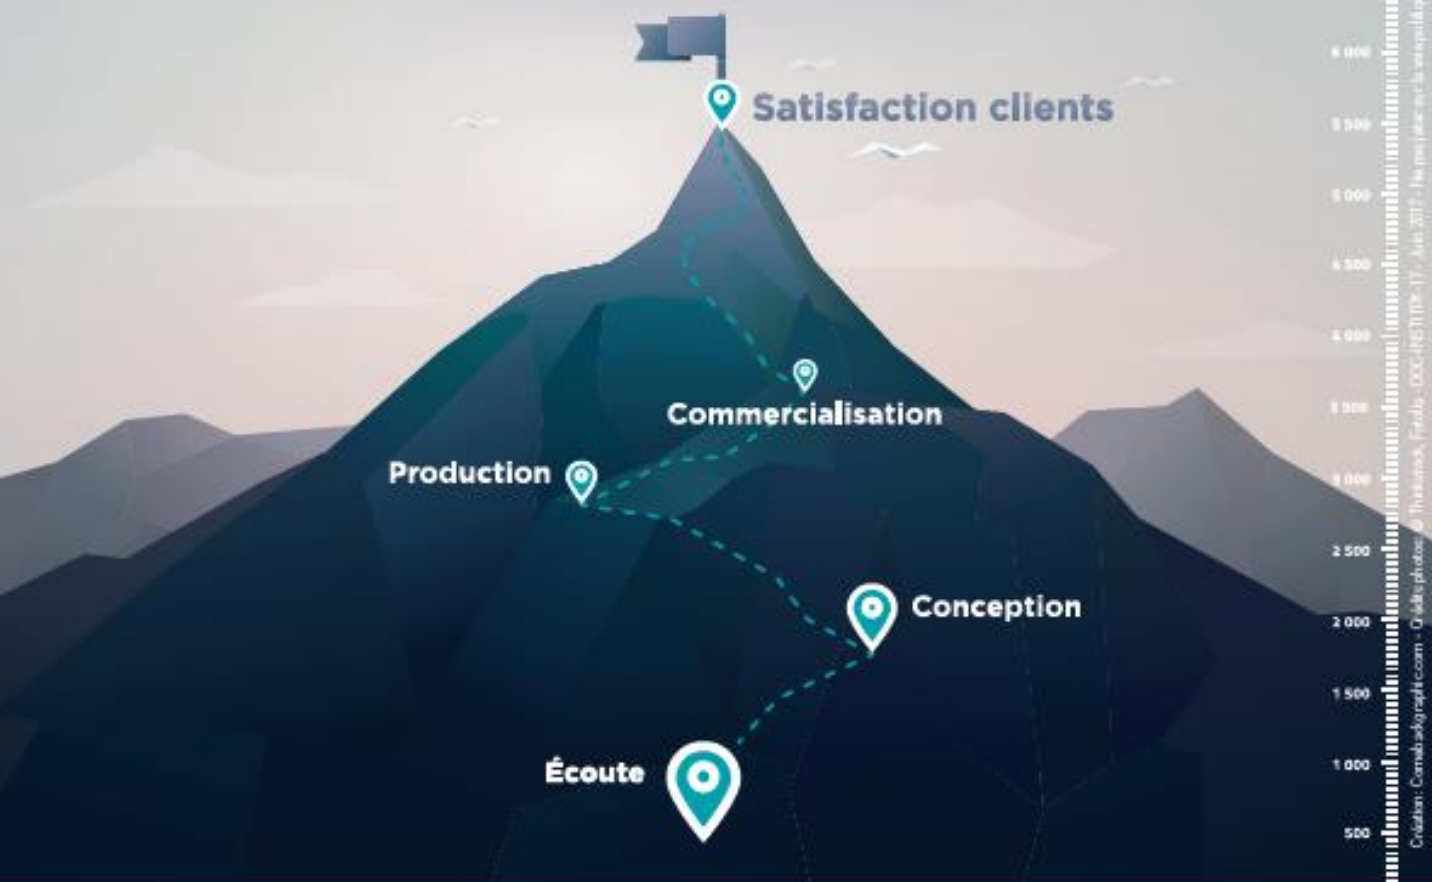 Satisfaction clients
Commercialisation
Production
Conception
Écoute
6 000
5 500
5 000
4 500
4 000
3 500
3 000
2 500
2 000
1 500
1 000
500